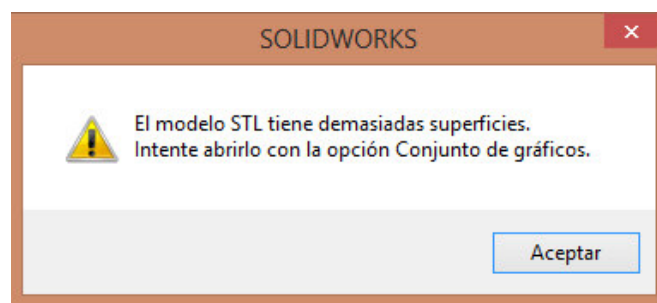 SOLIDWORKS
El modelo STL tiene demasiadas superficies.
Intente abrirlo con la opción Conjunto de gráficos.
Aceptar